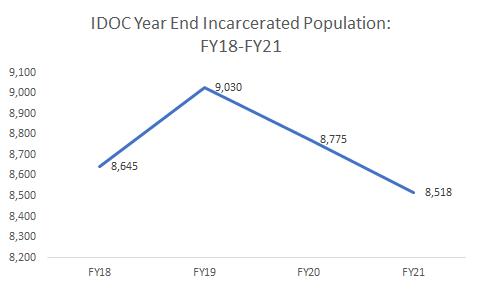 IDOC Year End Incarcerated Population:
FY18-FY21
9,100
9,000
8,900
8,800
8,700
8,600
8,500
8,400
8,300
8,200
8,645
9,030
8,775
8,518
FY18
FY19
FY20
FY21